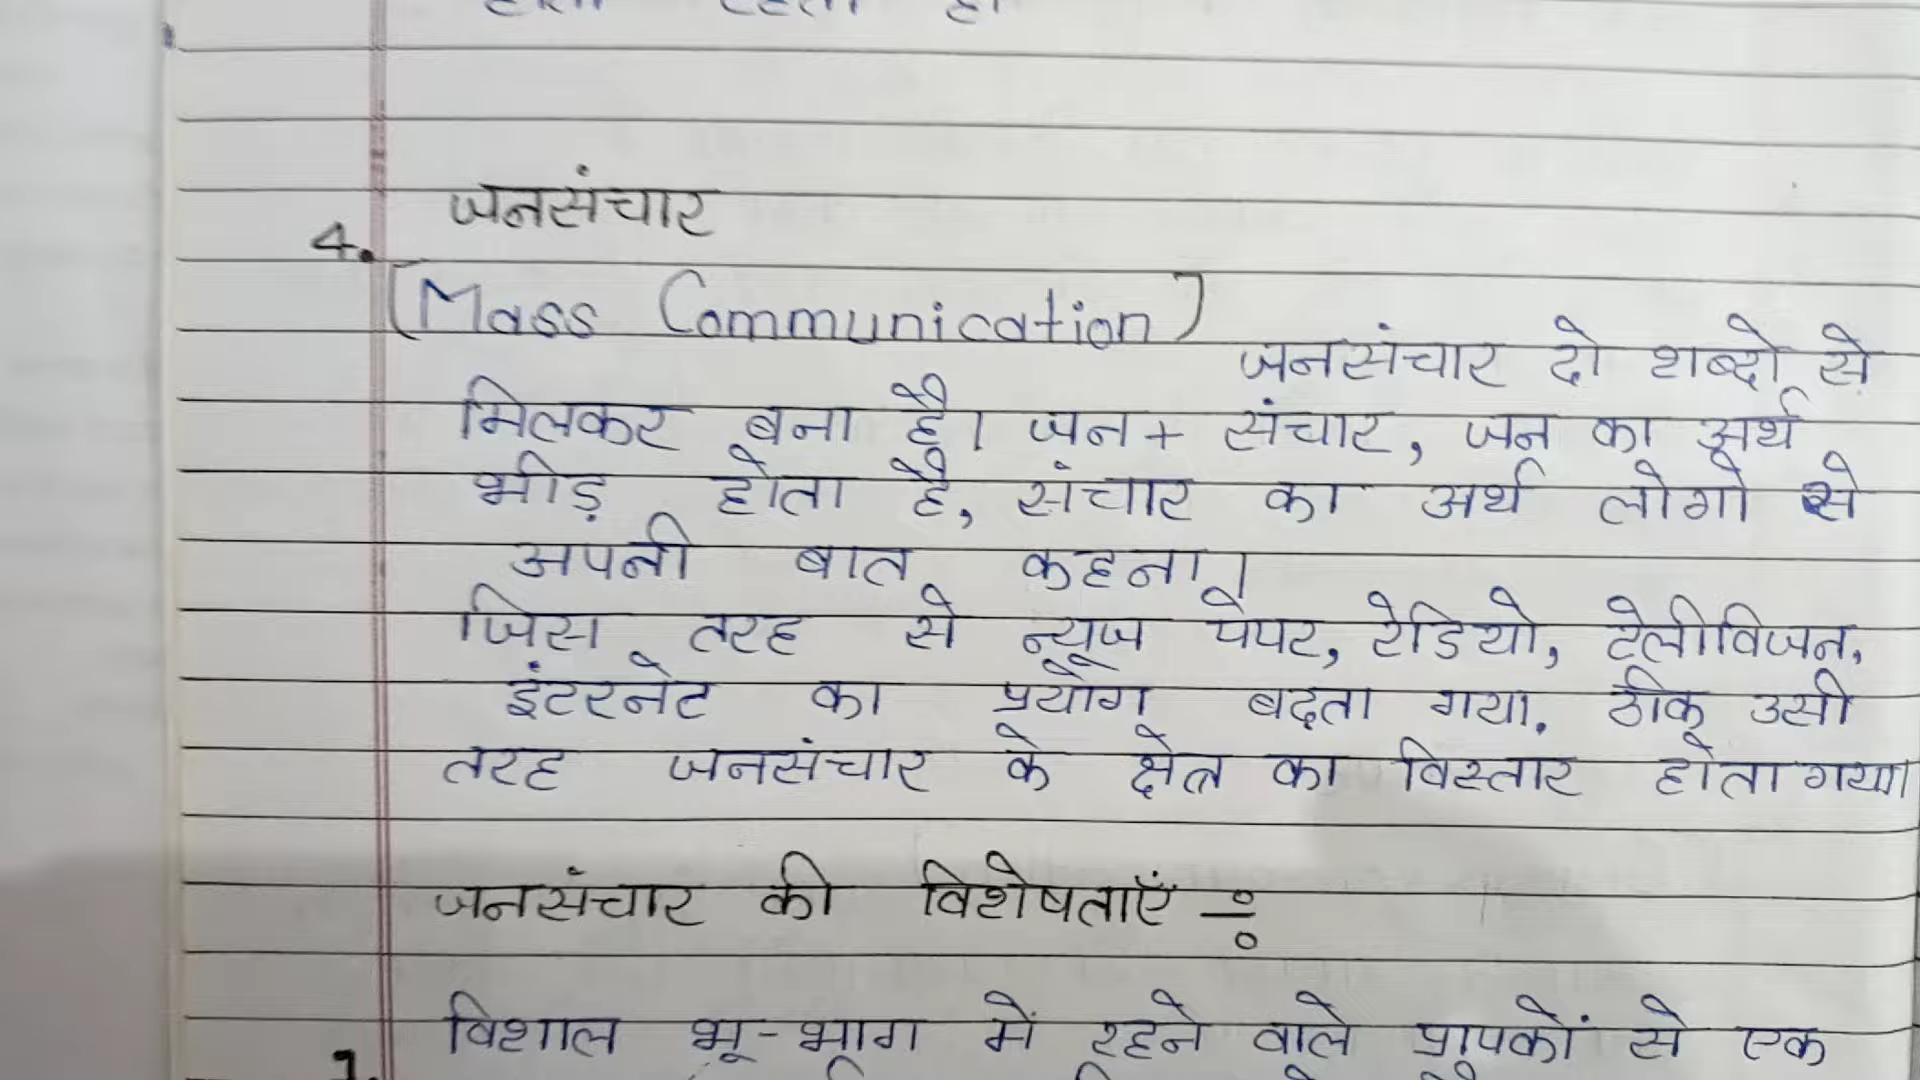 जनसंचार
4.
(Mass Communication)
जनसंचार दो शब्दो से
मिलकर बना है। जन + संचार, जन का अर्थ
भीड़ होता है, संचार का अर्थ लोगो से
अपनी बात कहना।
जिस तरह से न्यूज पेपर, रेडियो, टेलीविजन,
इंटरनेट का प्रयोग बढ़ता गया. ठीक उसी
तरह जनसंचार के क्षेत्र का विस्तार होता गया।
जनसंचार की विशेषताएँ ÷
1. विशाल भू-भाग में रहने वाले प्रापकों से एक